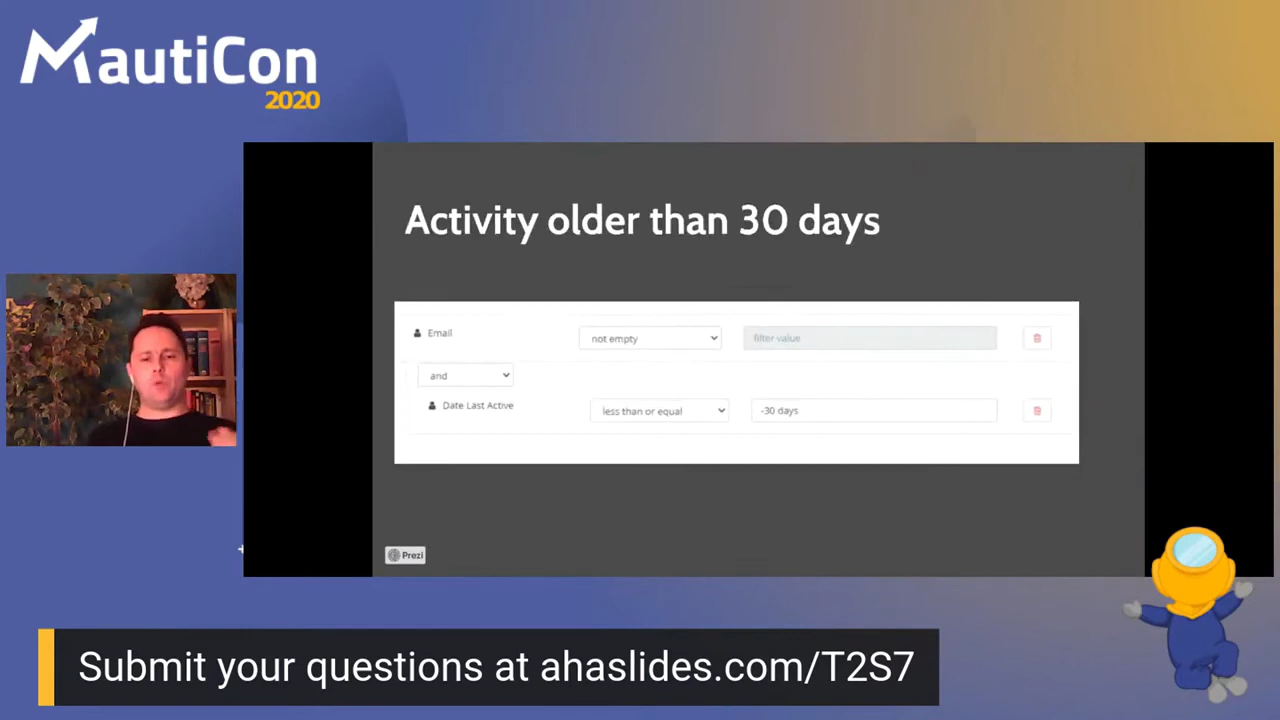 MautiCon
2020
Activity older than 30 days
Email not empty filter value
and
Date Last Active less than or equal -30 days
Prezi
Submit your questions at ahaslides.com/T2S7